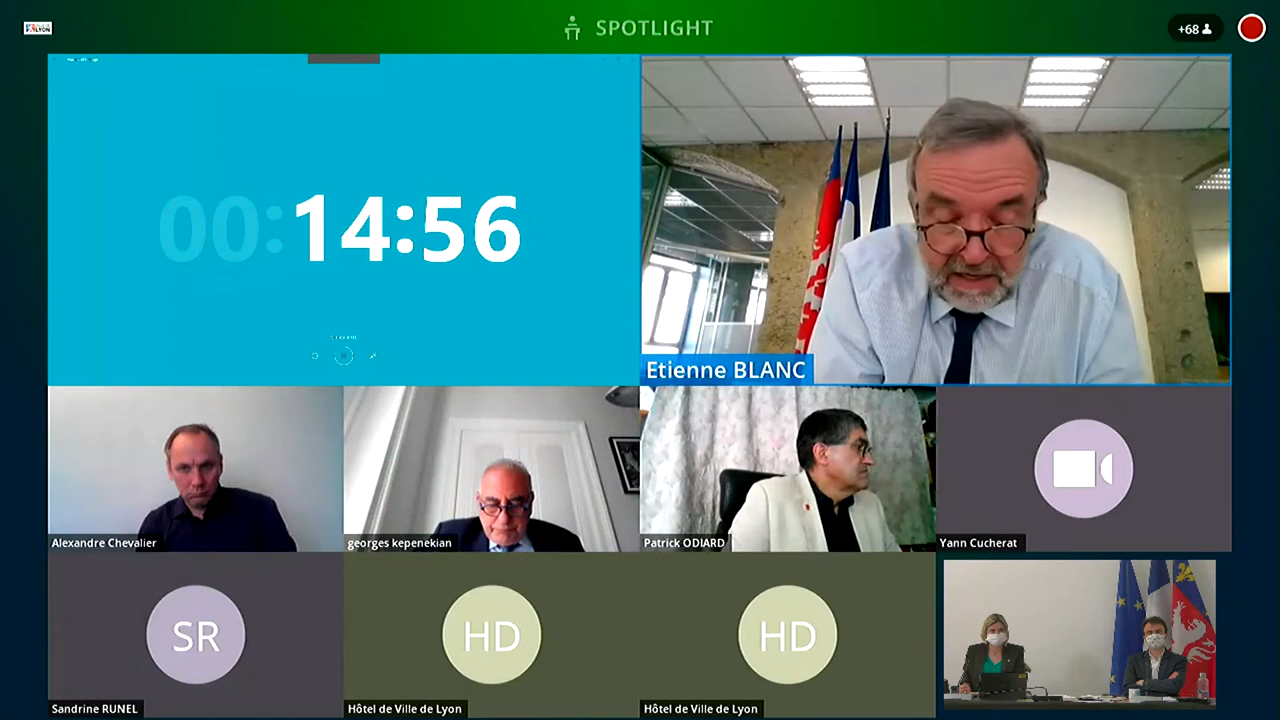 LYON
SPOTLIGHT
+68
00:14:56
Etienne BLANC
Alexandre Chevalier
georges kepenekian
Patrick ODIARD
Yann Cucherat
SR
HD
HD
Sandrine RUNEL
Hôtel de Ville de Lyon
Hôtel de Ville de Lyon